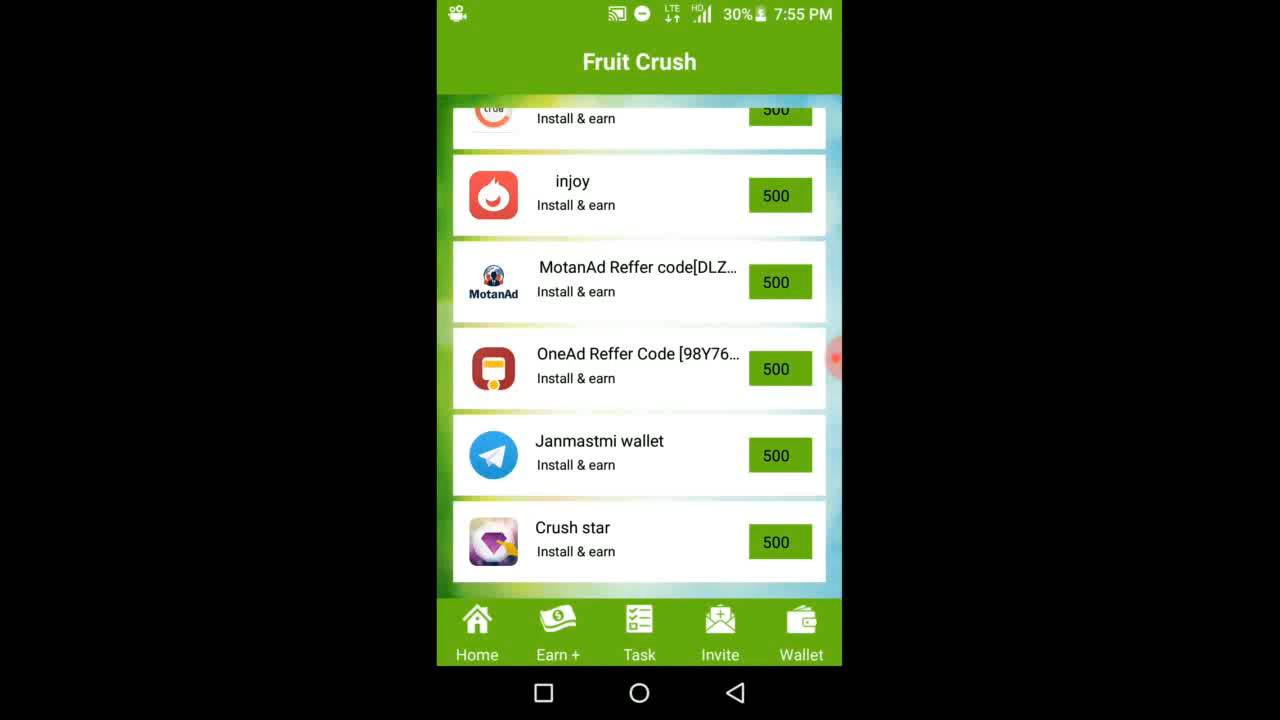 LTE HD 30% 7:55 PM
Fruit Crush
Install & earn
500
injoy
Install & earn
500
MotanAd
MotanAd Reffer code[DLZ...
Install & earn
500
OneAd Reffer Code [98Y76...
Install & earn
500
Janmastmi wallet
Install & earn
500
Crush star
Install & earn
500
Home Earn + Task Invite Wallet